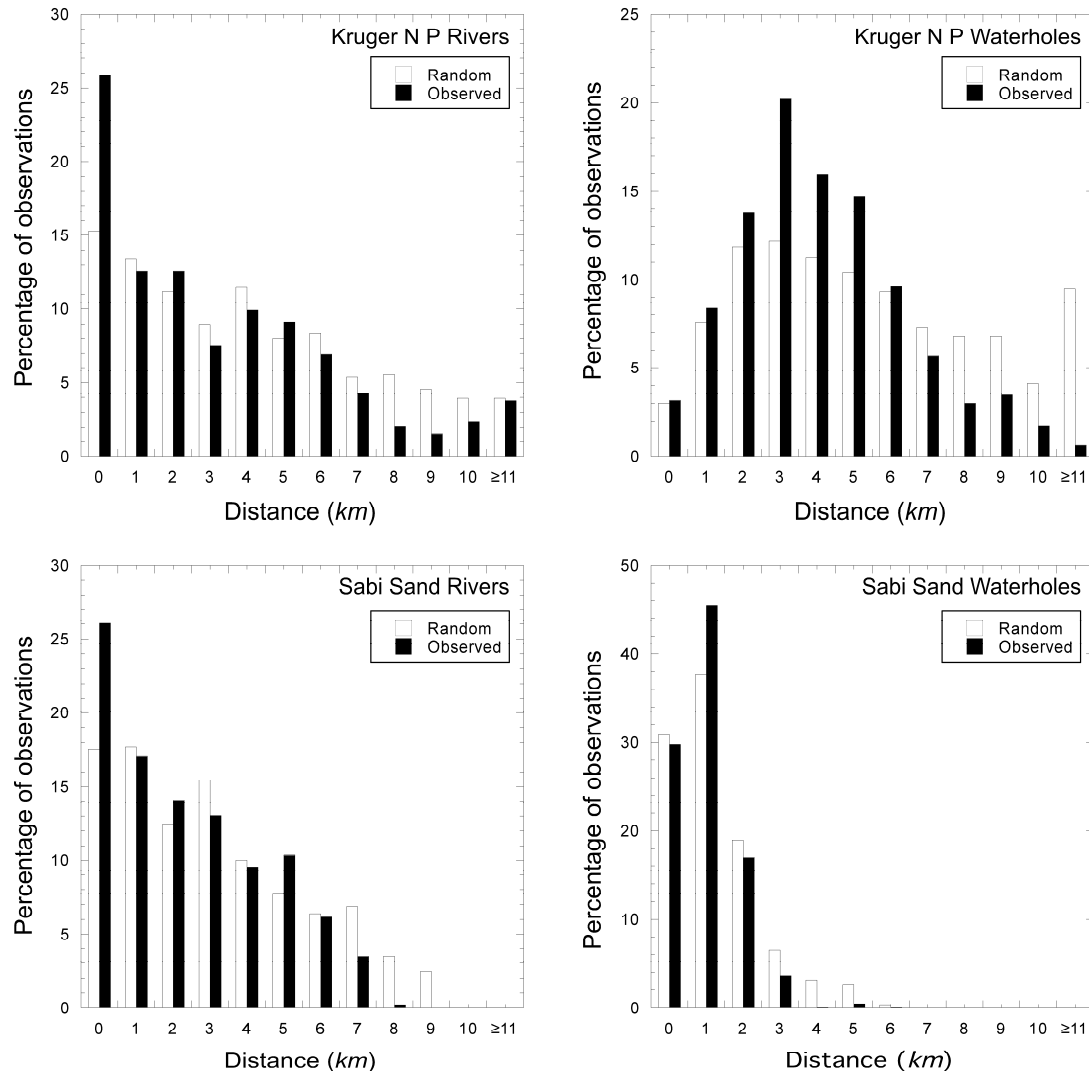 Kruger N P Rivers
Random
Observed
Percentage of observations
30
25
20
15
10
5
0
0 1 2 3 4 5 6 7 8 9 10 ≥11
Distance (km)
Kruger N P Waterholes
Random
Observed
Percentage of observations
25
20
15
10
5
0
0 1 2 3 4 5 6 7 8 9 10 ≥11
Distance (km)
Sabi Sand Rivers
Random
Observed
Percentage of observations
30
25
20
15
10
5
0
0 1 2 3 4 5 6 7 8 9 10 ≥11
Distance (km)
Sabi Sand Waterholes
Random
Observed
Percentage of observations
50
40
30
20
10
0
0 1 2 3 4 5 6 7 8 9 10 ≥11
Distance (km)